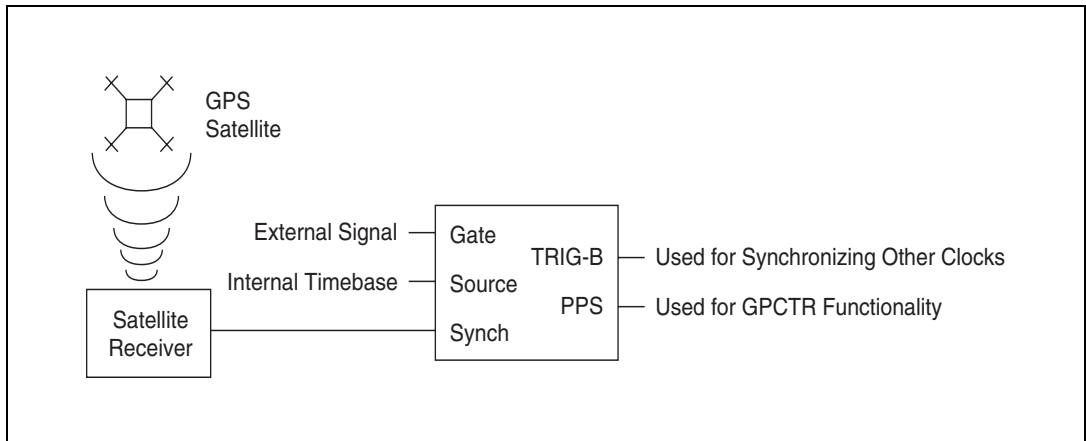 GPS
Satellite
External Signal
Gate
TRIG-B
Used for Synchronizing Other Clocks
Internal Timebase
Source
PPS
Used for GPCTR Functionality
Satellite
Receiver
Synch